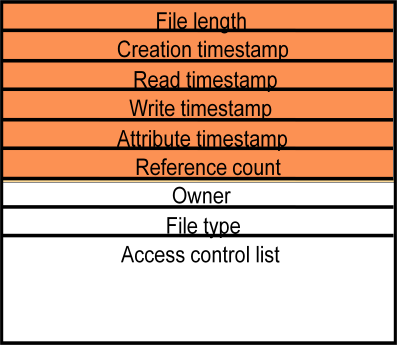 File length
Creation timestamp
Read timestamp
Write timestamp
Attribute timestamp
Reference count
Owner
File type
Access control list